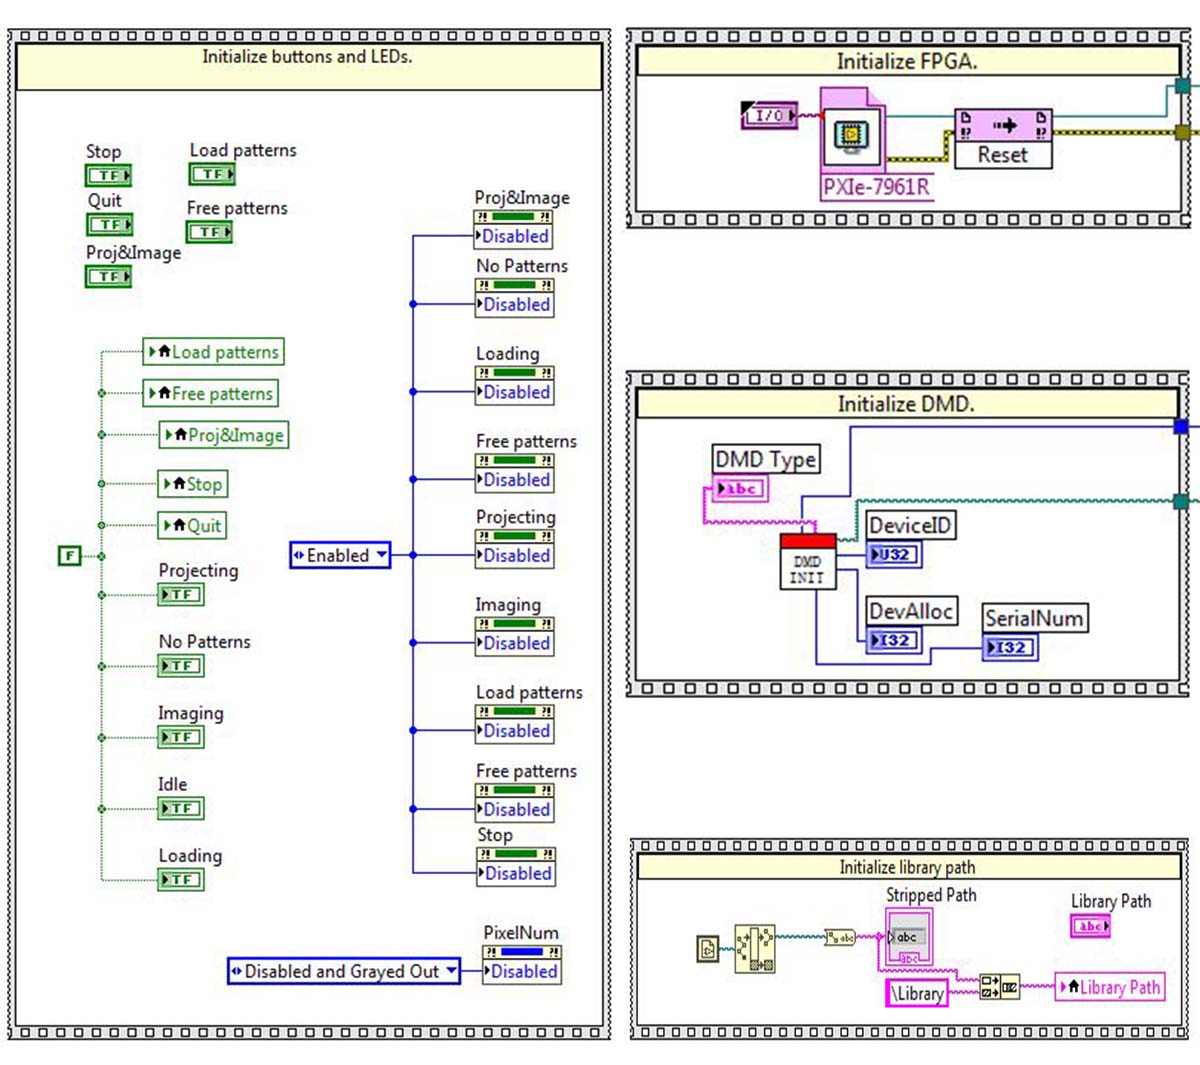 Initialize buttons and LEDs.
Stop
TF
Load patterns
TF
Quit
TF
Free patterns
TF
Proj&Image
TF
Load patterns
Free patterns
Proj&Image
Stop
Quit
F
Projecting
TF
No Patterns
TF
Imaging
TF
Idle
TF
Loading
TF
Enabled
Proj&Image
Disabled
No Patterns
Disabled
Loading
Disabled
Free patterns
Disabled
Projecting
Disabled
Imaging
Disabled
Load patterns
Disabled
Free patterns
Disabled
Stop
Disabled
PixelNum
Disabled and Grayed Out
Disabled
Initialize FPGA.
I/O
PXIe-7961R
Reset
Initialize DMD.
DMD Type
abc
DMD
INIT
DeviceID
U32
DevAlloc
I32
SerialNum
I32
Initialize library path
Stripped Path
abc
abc
abc
\Library
Library Path
abc
Library Path